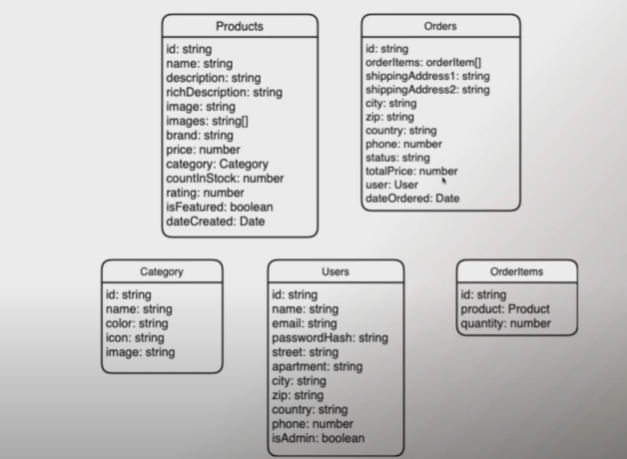 Products
id: string
name: string
description: string
richDescription: string
image: string
images: string[]
brand: string
price: number
category: Category
countInStock: number
rating: number
isFeatured: boolean
dateCreated: Date
Orders
id: string
orderItems: orderItem[]
shippingAddress1: string
shippingAddress2: string
city: string
zip: string
country: string
phone: number
status: string
totalPrice: number
user: User
dateOrdered: Date
Category
id: string
name: string
color: string
icon: string
image: string
Users
id: string
name: string
email: string
passwordHash: string
street: string
apartment: string
city: string
zip: string
country: string
phone: number
isAdmin: boolean
OrderItems
id: string
product: Product
quantity: number